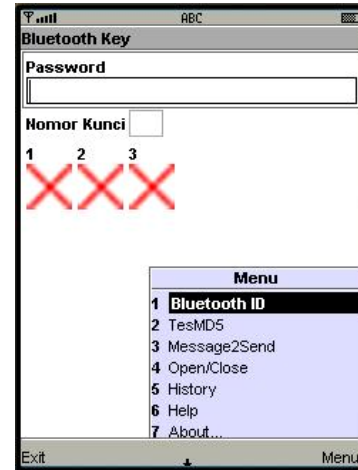 ABC
Bluetooth Key
Password
Nomor Kunci
1 2 3
Menu
1 Bluetooth ID
2 TesMD5
3 Message2Send
4 Open/Close
5 History
6 Help
7 About...
Exit Menu